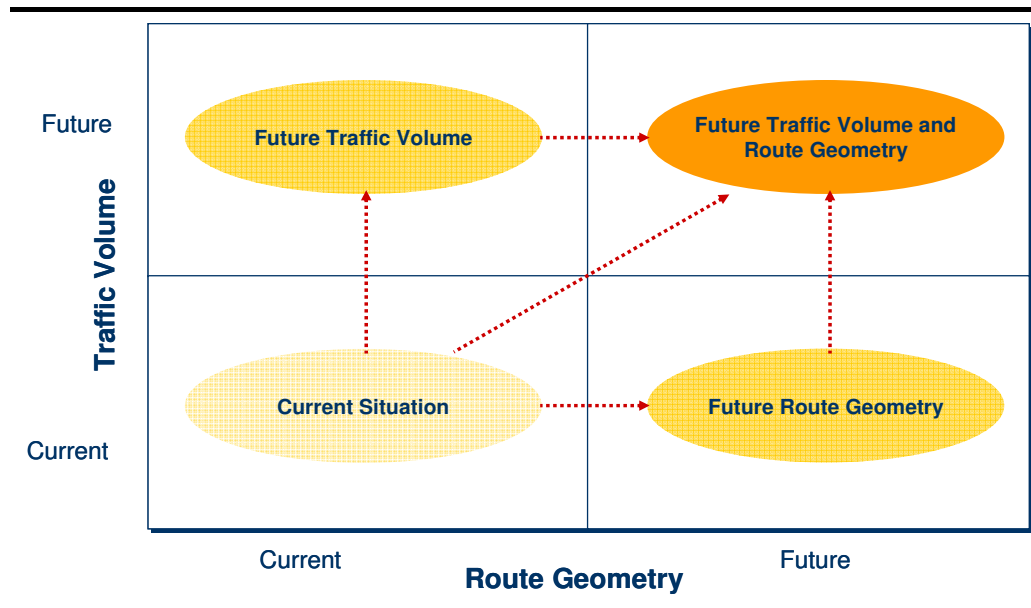 Future
Future Traffic Volume
Future Traffic Volume and
Route Geometry
Traffic Volume
Current Situation
Future Route Geometry
Current
Current
Future
Route Geometry